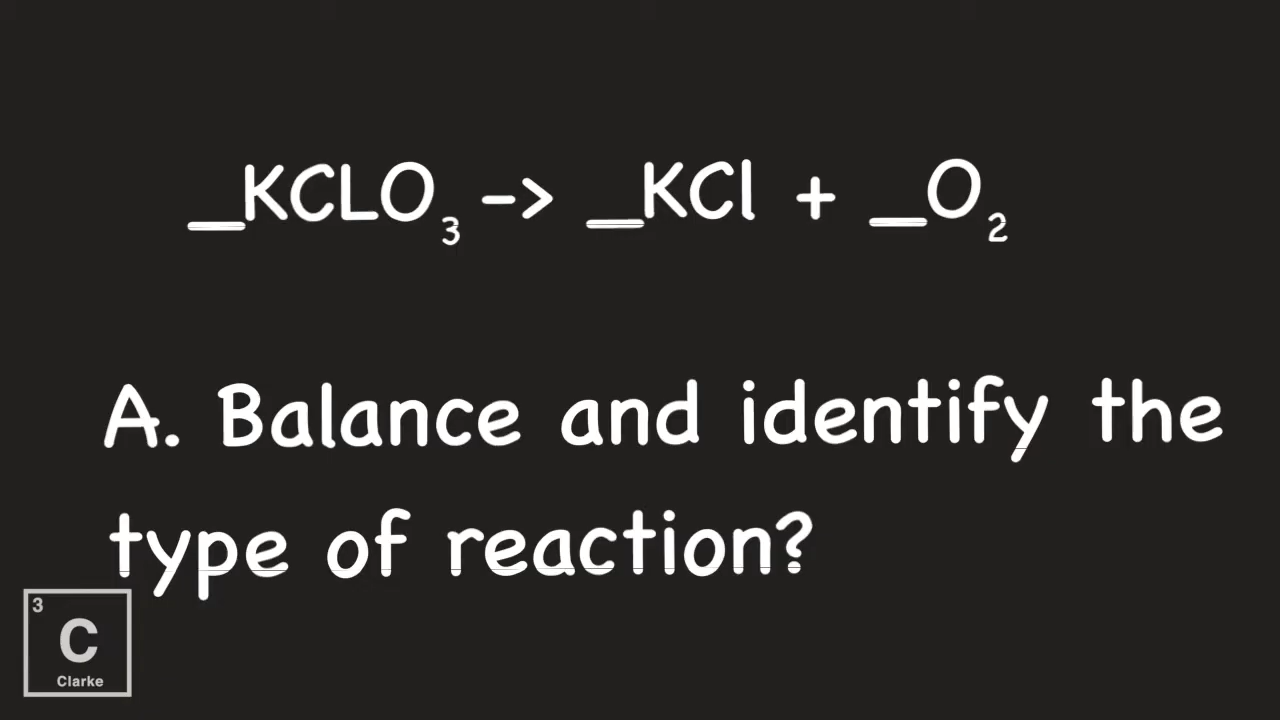 _KCLO₃ -> _KCl + _O₂
A. Balance and identify the
type of reaction?
3
C
Clarke